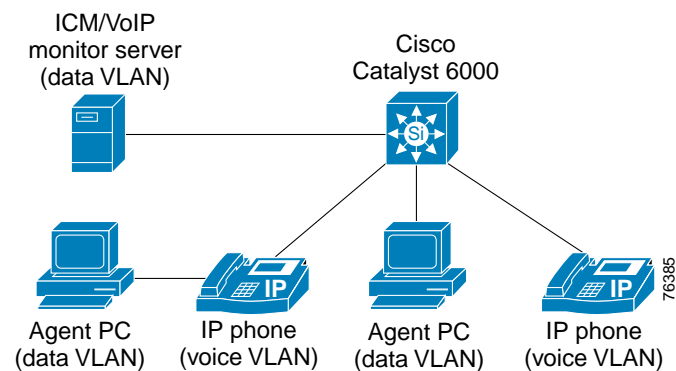 ICM/VoIP
monitor server
(data VLAN)
Cisco
Catalyst 6000
Si
IP
IP
76385
Agent PC
(data VLAN)
IP phone
(voice VLAN)
Agent PC
(data VLAN)
IP phone
(voice VLAN)